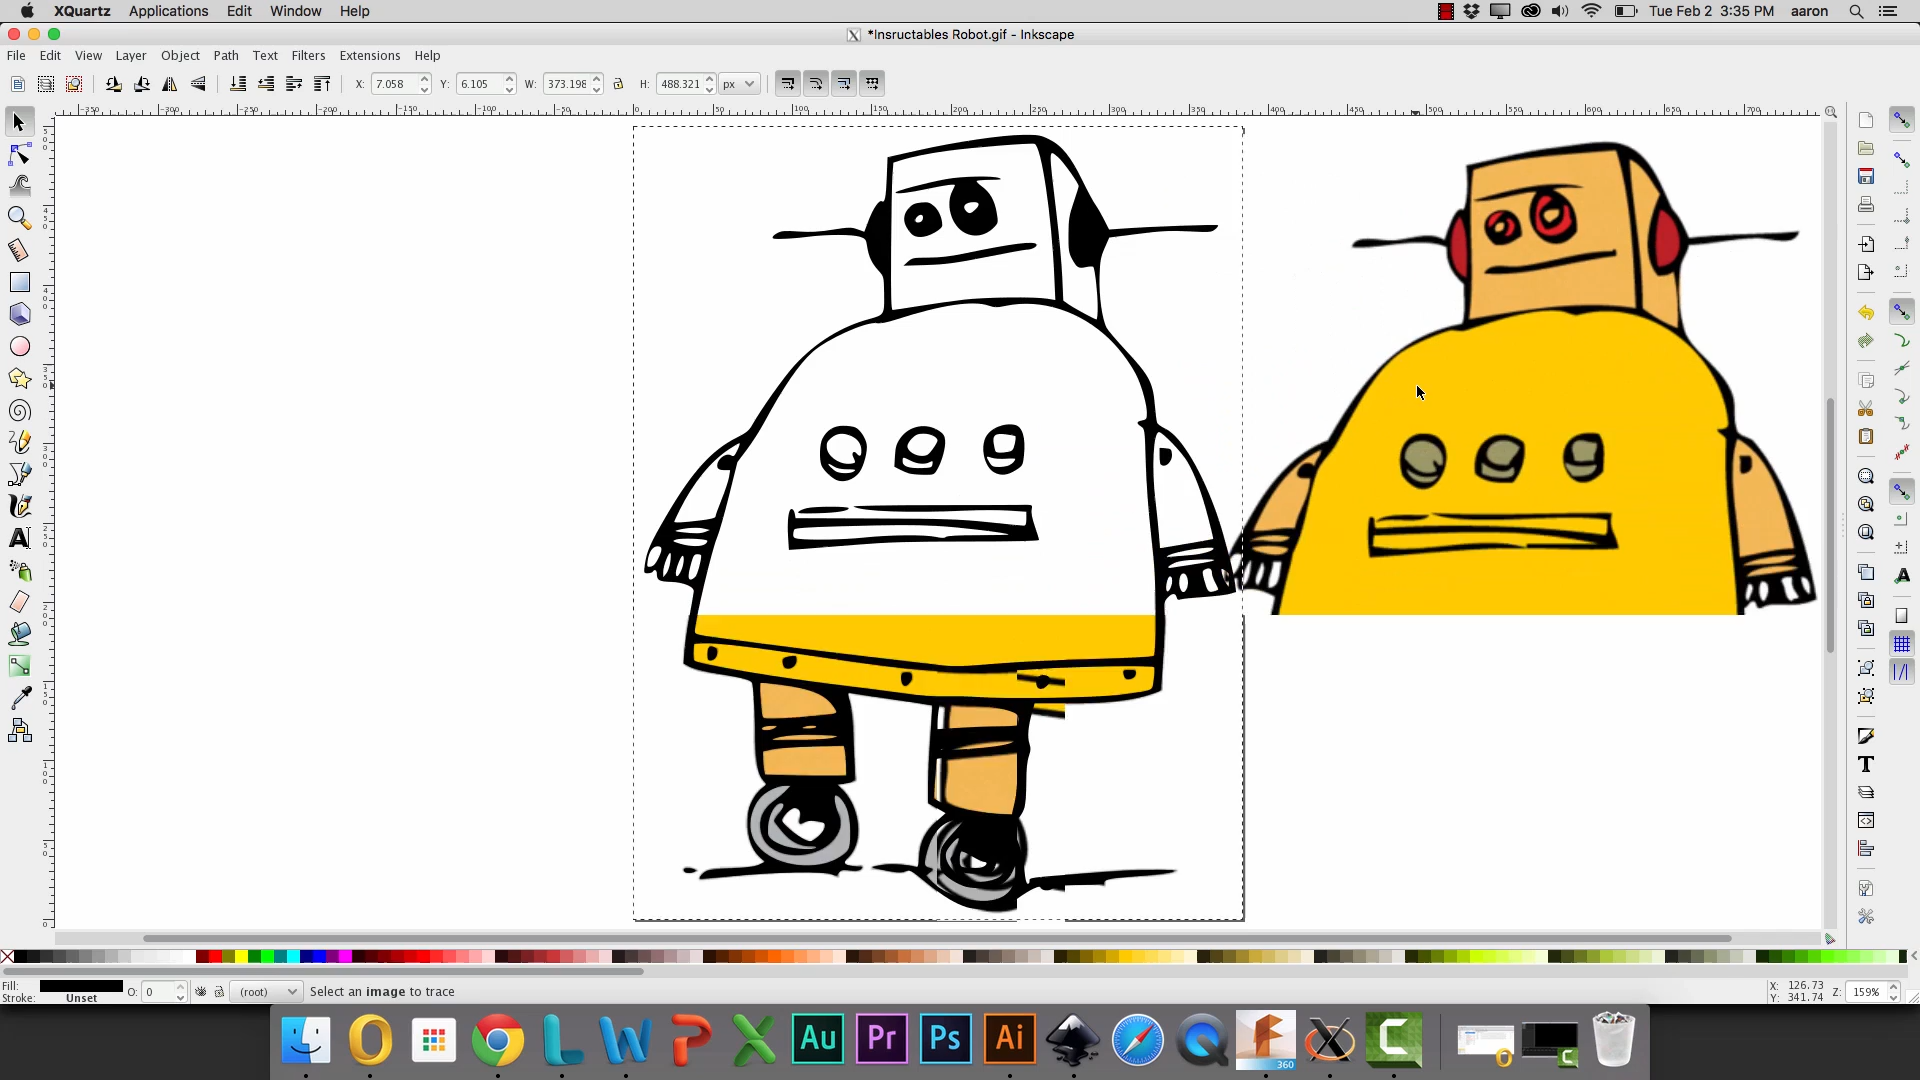 XQuartz Applications Edit Window Help
Tue Feb 2 3:35 PM aaron
*Insructables Robot.gif - Inkscape
File Edit View Layer Object Path Text Filters Extensions Help
X: 7.058 Y: 6.105 W: 373.198 H: 488.321 px
Fill:
Stroke: Unset
O: 0
(root)
Select an image to trace
X: 126.73
Y: 341.74
Z: 159%
Au Pr Ps Ai
360